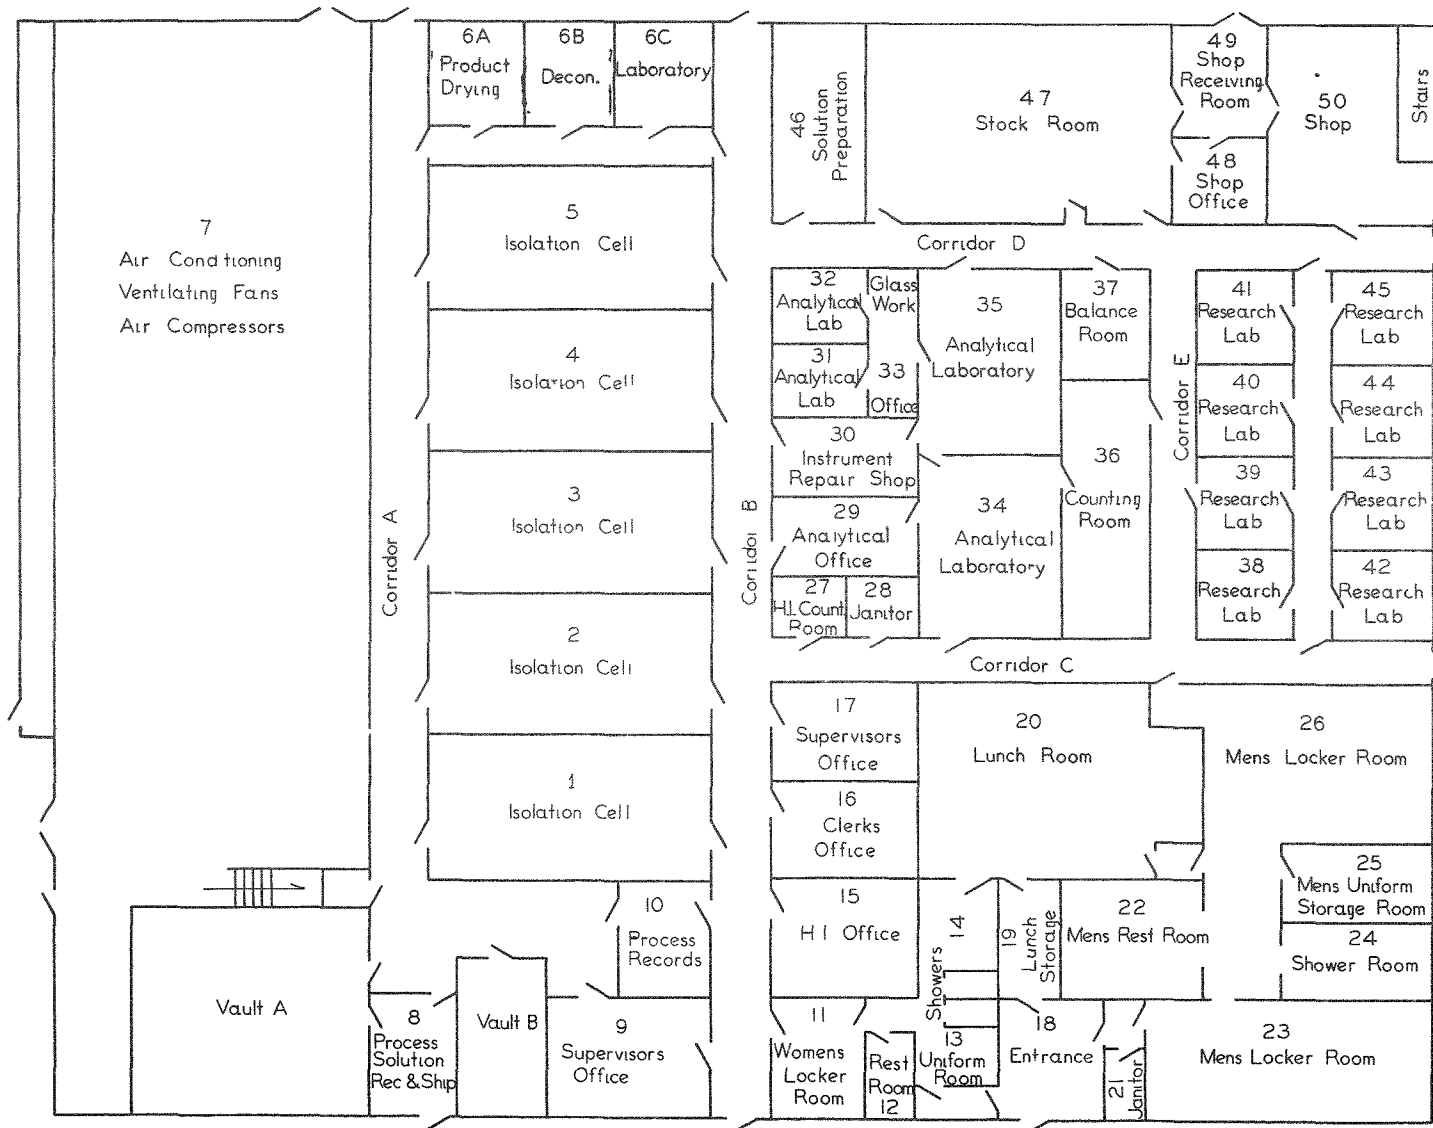 6A
Product
Drying
6B
Decon.
6C
Laboratory
46
Solution
Preparation
47
Stock Room
49
Shop
Receiving
Room
50
Shop
Stairs
48
Shop
Office
7
Air Conditioning
Ventilating Fans
Air Compressors
5
Isolation Cell
4
Isolation Cell
3
Isolation Cell
2
Isolation Cell
1
Isolation Cell
Corridor A
Corridor B
Corridor D
32
Analytical
Lab
Glass
Work
35
Analytical
Laboratory
37
Balance
Room
31
Analytical
Lab
33
Office
30
Instrument
Repair Shop
29
Analytical
Office
27
H.I. Count.
Room
28
Janitor
34
Analytical
Laboratory
36
Counting
Room
Corridor E
41
Research
Lab
45
Research
Lab
40
Research
Lab
44
Research
Lab
39
Research
Lab
43
Research
Lab
38
Research
Lab
42
Research
Lab
Corridor C
17
Supervisors
Office
20
Lunch Room
26
Mens Locker Room
16
Clerks
Office
15
H I Office
14
Showers
19
Lunch
Storage
22
Mens Rest Room
25
Mens Uniform
Storage Room
24
Shower Room
10
Process
Records
Vault A
8
Process
Solution
Rec & Ship
Vault B
9
Supervisors
Office
11
Womens
Locker
Room
Rest
Room
12
13
Uniform
Room
18
Entrance
21
Janitor
23
Mens Locker Room